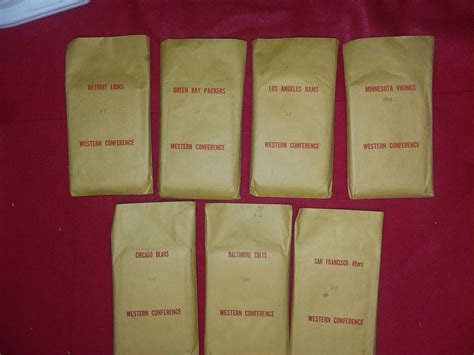 DETROIT LIONS
WESTERN CONFERENCE
GREEN BAY PACKERS
WESTERN CONFERENCE
LOS ANGELES RAMS
WESTERN CONFERENCE
MINNESOTA VIKINGS
WESTERN CONFERENCE
CHICAGO BEARS
WESTERN CONFERENCE
BALTIMORE COLTS
WESTERN CONFERENCE
SAN FRANCISCO 49ers
WESTERN CONFERENCE